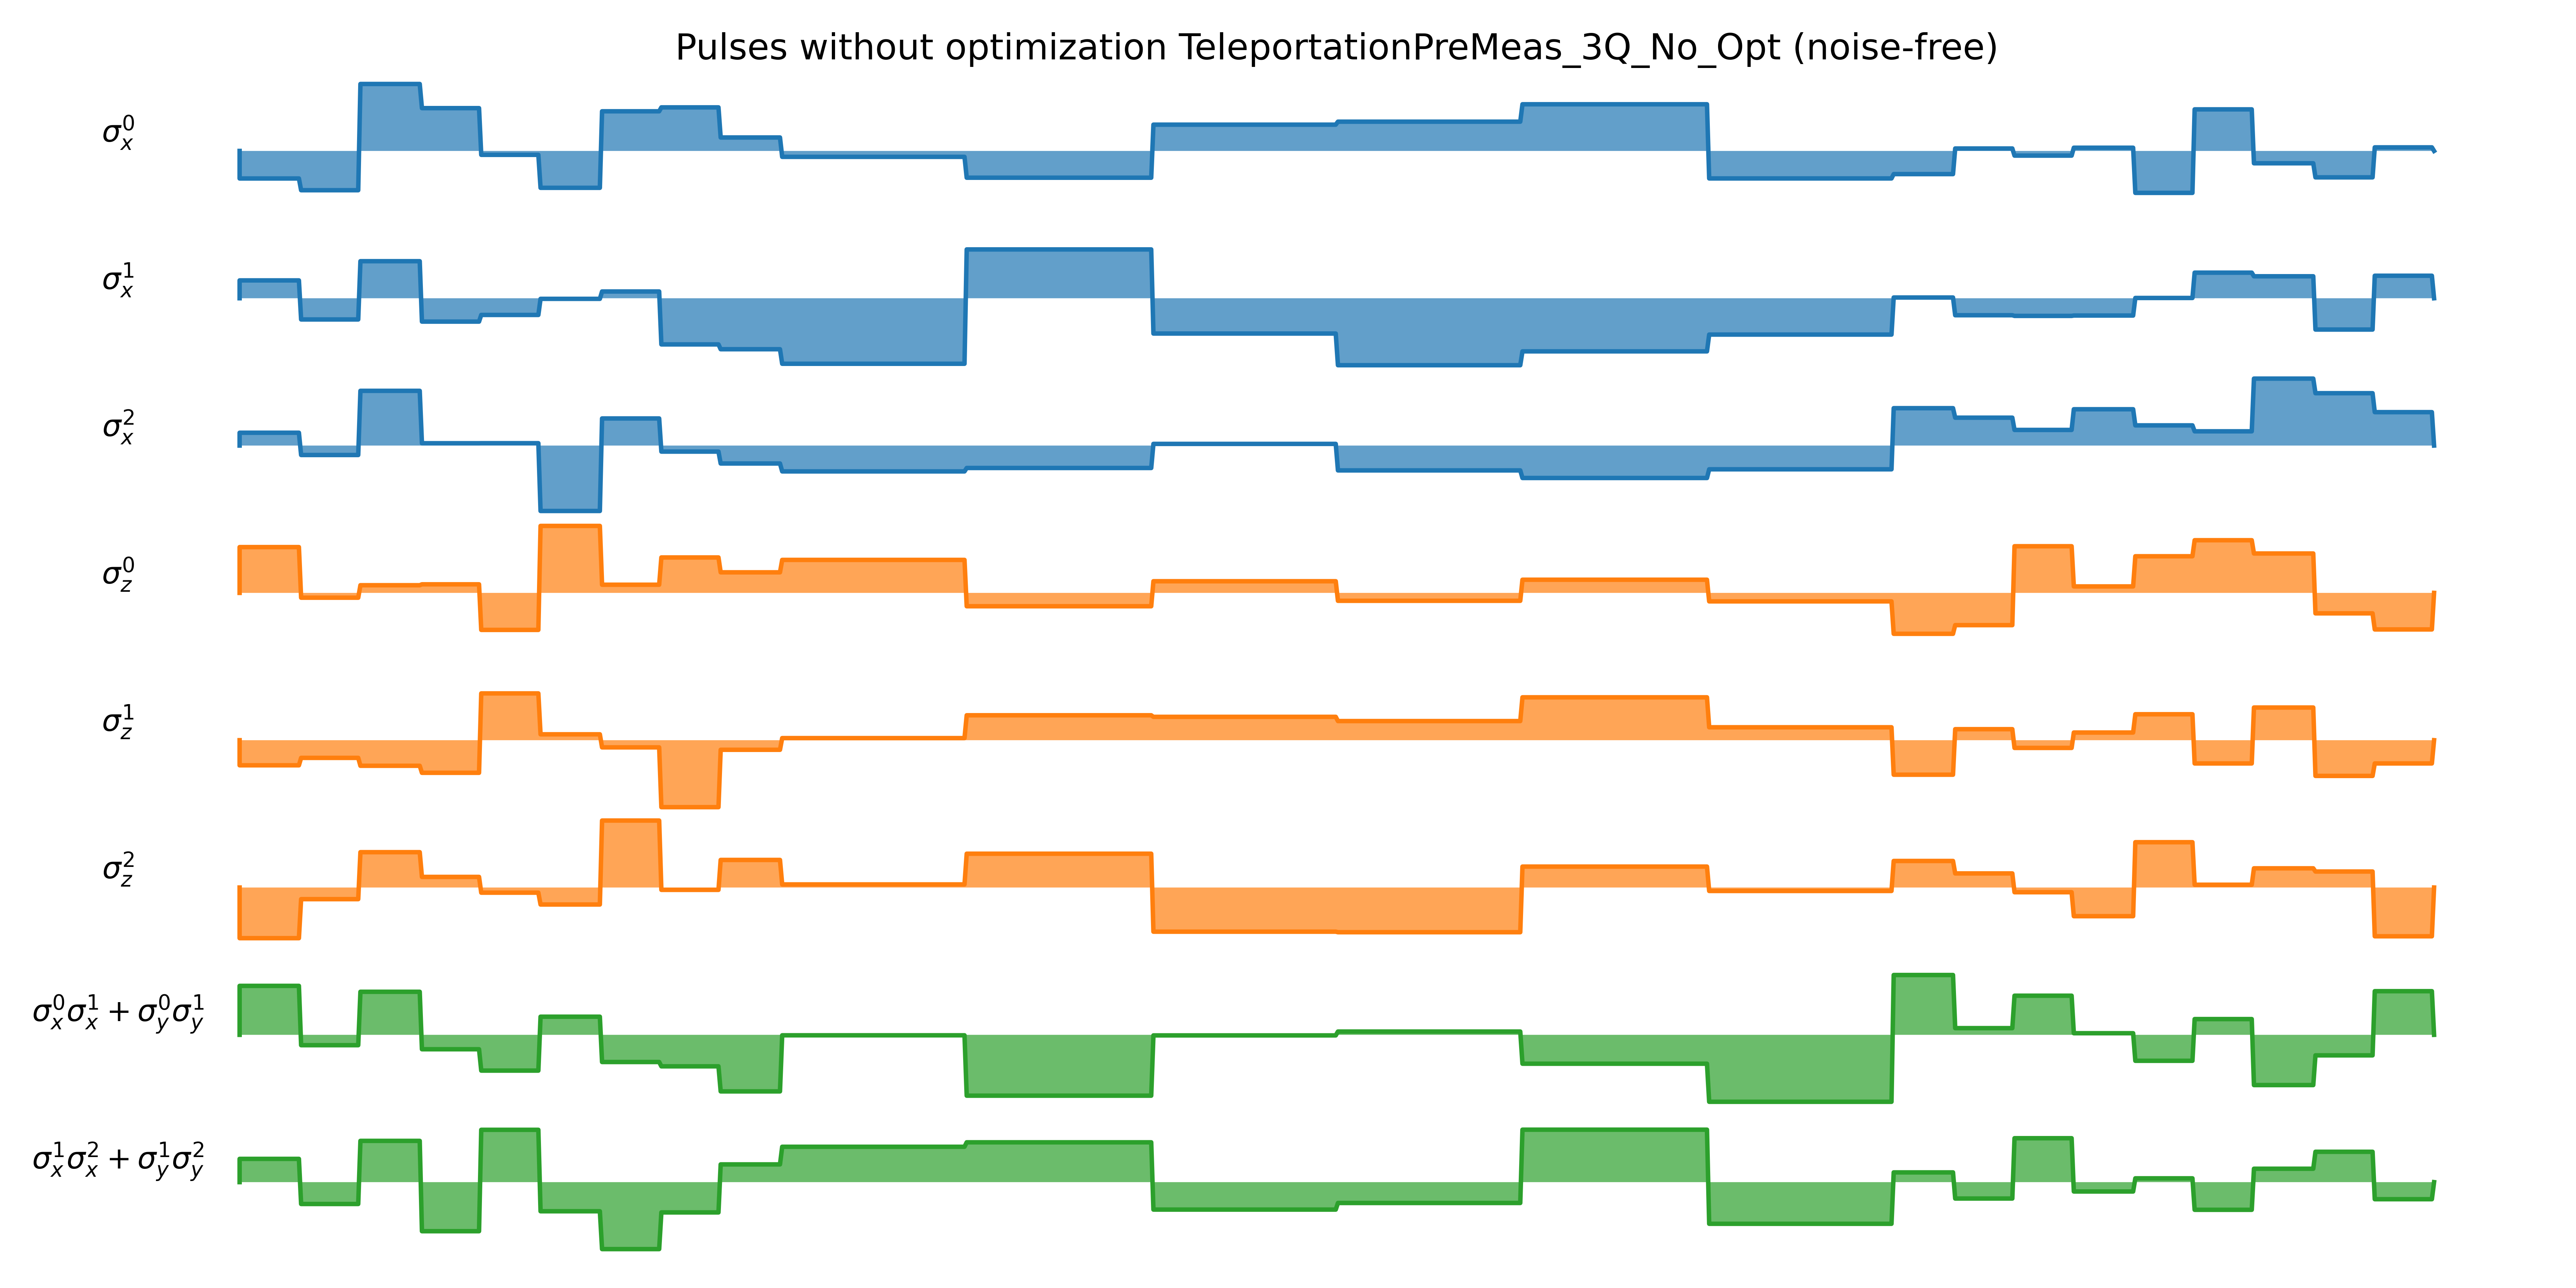 Pulses without optimization TeleportationPreMeas_3Q_No_Opt (noise-free)
σ_x^0
σ_x^1
σ_x^2
σ_z^0
σ_z^1
σ_z^2
σ_x^0σ_x^1 + σ_y^0σ_y^1
σ_x^1σ_x^2 + σ_y^1σ_y^2